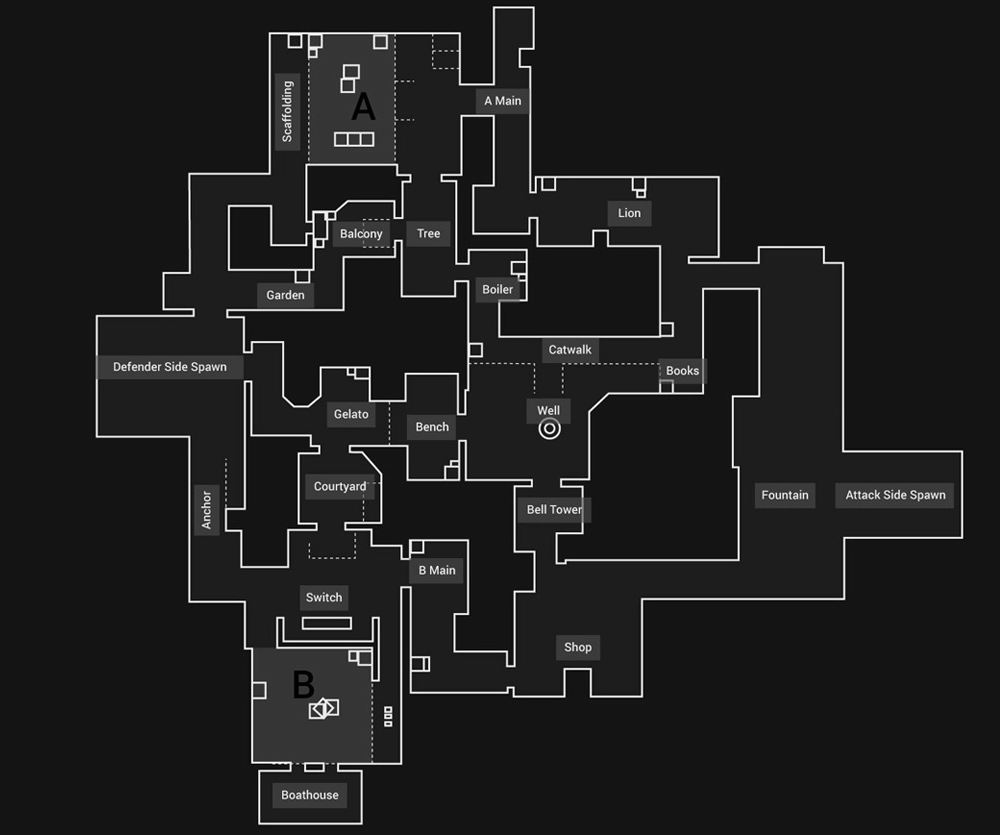 Scaffolding
A
A Main
Lion
Balcony
Tree
Boiler
Garden
Catwalk
Defender Side Spawn
Books
Gelato
Well
Bench
Courtyard
Anchor
Bell Tower
Fountain
Attack Side Spawn
B Main
Switch
Shop
B
Boathouse